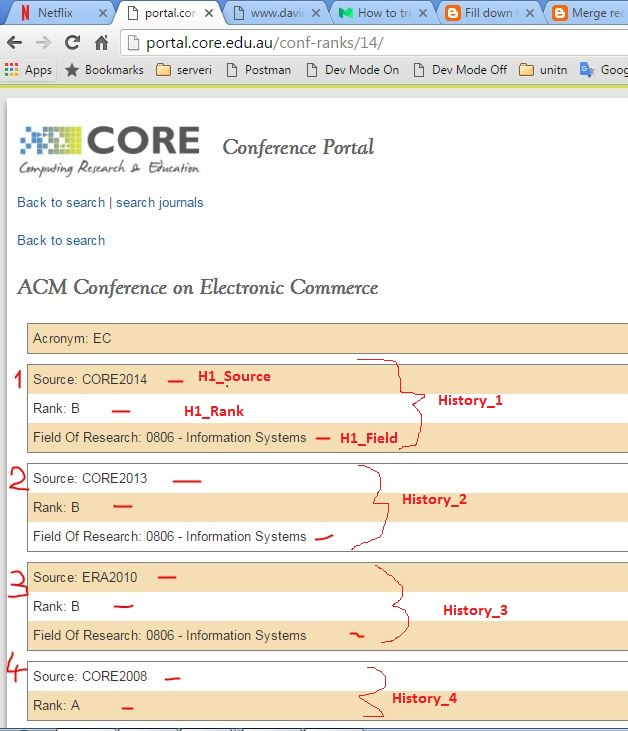 Netflix portal.cor www.davi How to tra Fill down Merge rec
portal.core.edu.au/conf-ranks/14/
Apps Bookmarks serveri Postman Dev Mode On Dev Mode Off unitn Goog
CORE Conference Portal
Computing Research & Education
Back to search | search journals
Back to search
ACM Conference on Electronic Commerce
Acronym: EC
1 Source: CORE2014 H1_Source
History_1
Rank: B H1_Rank
Field Of Research: 0806 - Information Systems H1_Field
2 Source: CORE2013
History_2
Rank: B
Field Of Research: 0806 - Information Systems
3 Source: ERA2010
Rank: B History_3
Field Of Research: 0806 - Information Systems
4 Source: CORE2008
History_4
Rank: A